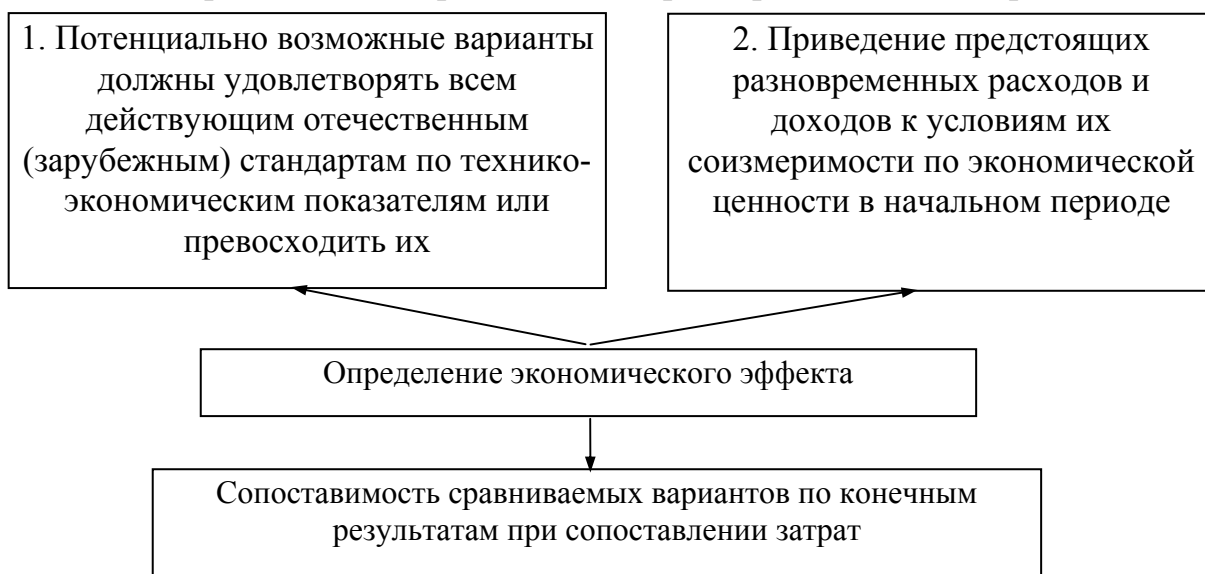 1. Потенциально возможные варианты
должны удовлетворять всем
действующим отечественным
(зарубежным) стандартам по технико-
экономическим показателям или
превосходить их
2. Приведение предстоящих
разновременных расходов и
доходов к условиям их
соизмеримости по экономической
ценности в начальном периоде
Определение экономического эффекта
Сопоставимость сравниваемых вариантов по конечным
результатам при сопоставлении затрат